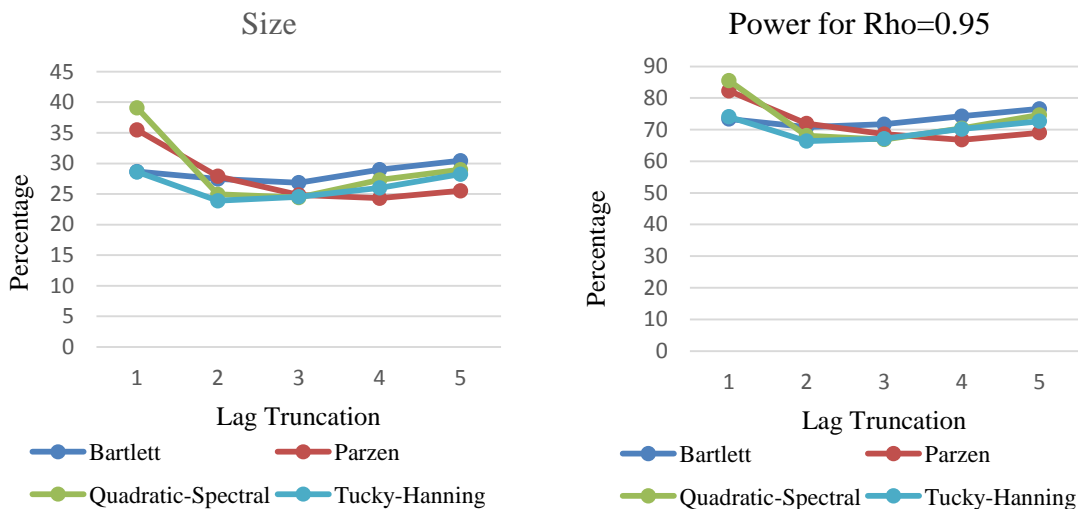 Size
Percentage
45
40
35
30
25
20
15
10
5
0
1 2 3 4 5
Lag Truncation
Bartlett Parzen
Quadratic-Spectral Tucky-Hanning
Power for Rho=0.95
Percentage
90
80
70
60
50
40
30
20
10
0
1 2 3 4 5
Lag Truncation
Bartlett Parzen
Quadratic-Spectral Tucky-Hanning